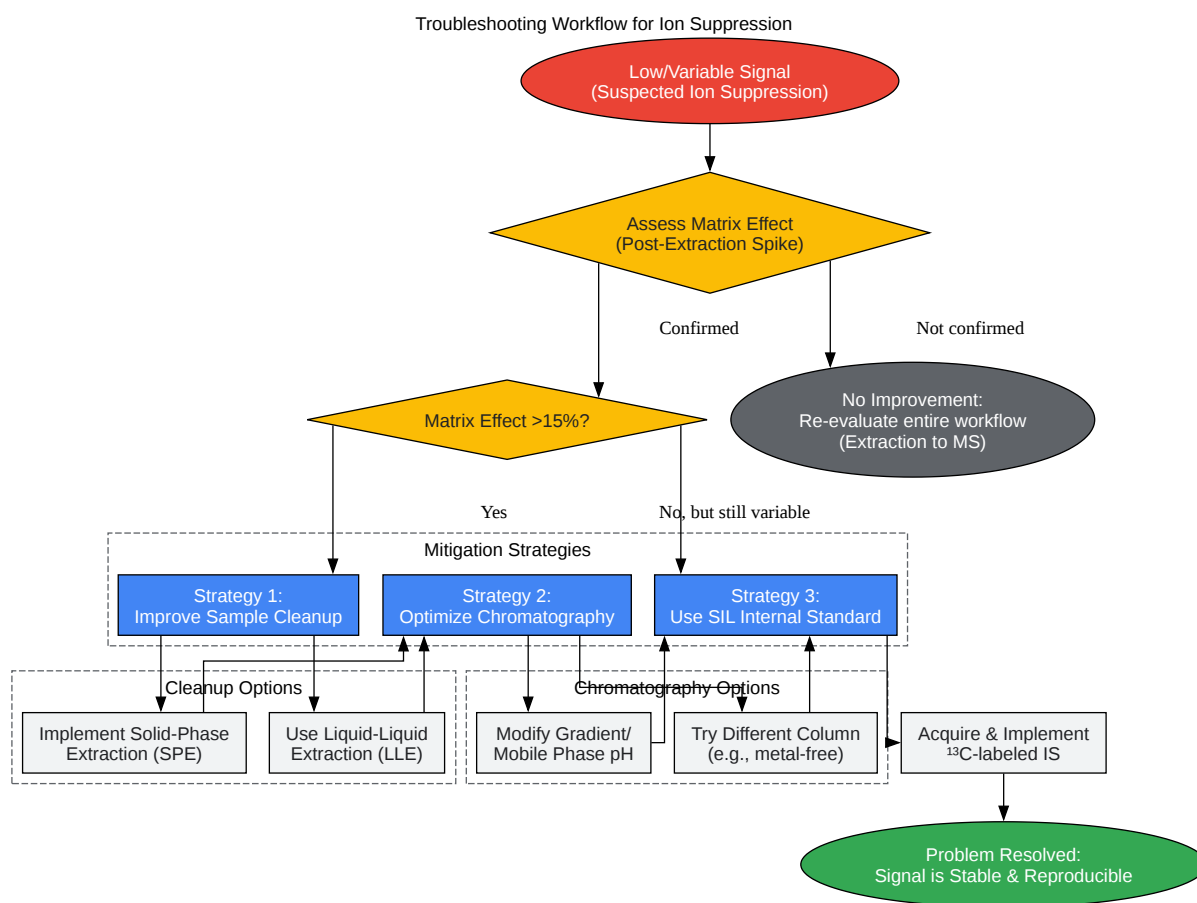 Troubleshooting Workflow for Ion Suppression
Low/Variable Signal
(Suspected Ion Suppression)
Assess Matrix Effect
(Post-Extraction Spike)
Confirmed
Not confirmed
Matrix Effect >15%?
No Improvement:
Re-evaluate entire workflow
(Extraction to MS)
Yes
No, but still variable
Mitigation Strategies
Strategy 1:
Improve Sample Cleanup
Strategy 2:
Optimize Chromatography
Strategy 3:
Use SIL Internal Standard
Cleanup Options
Implement Solid-Phase
Extraction (SPE)
Use Liquid-Liquid
Extraction (LLE)
Chromatography Options
Modify Gradient/
Mobile Phase pH
Try Different Column
(e.g., metal-free)
Acquire & Implement
¹³C-labeled IS
Problem Resolved:
Signal is Stable & Reproducible